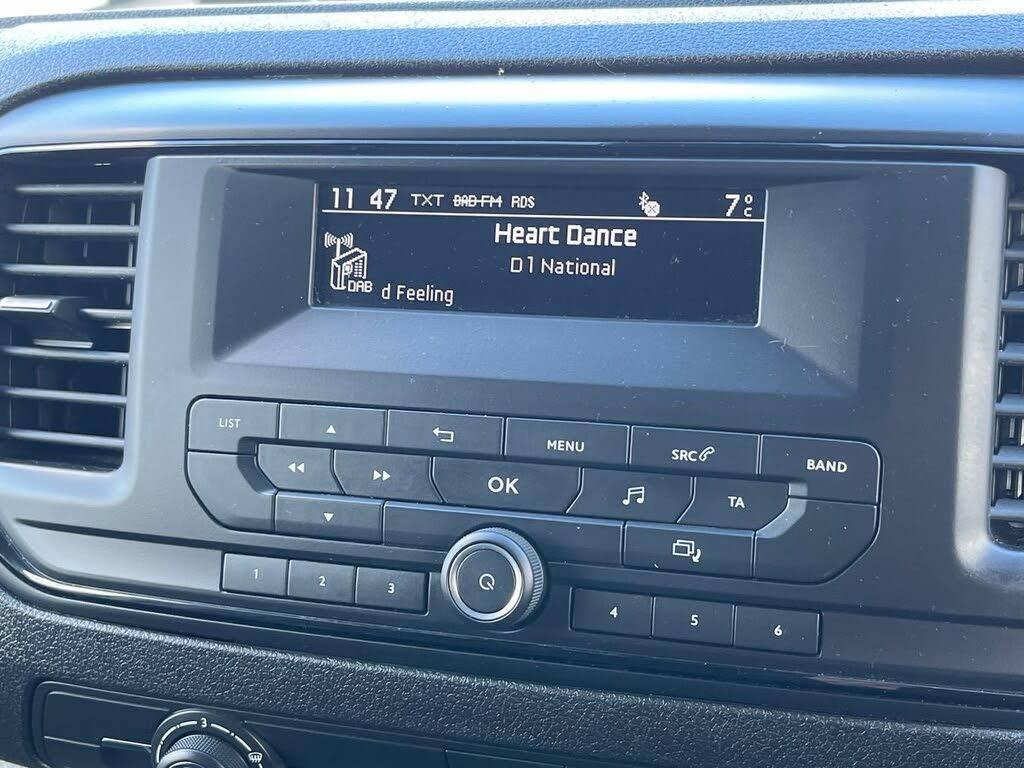 11 47 TXT DAB-FM RDS 7°C
Heart Dance
D1 National
DAB d Feeling
LIST MENU SRC BAND
OK TA
1 2 3 4 5 6
3